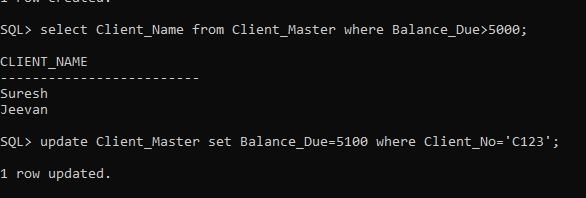 1 row created.
SQL> select Client_Name from Client_Master where Balance_Due>5000;
CLIENT_NAME
-------------------------
Suresh
Jeevan
SQL> update Client_Master set Balance_Due=5100 where Client_No='C123';
1 row updated.